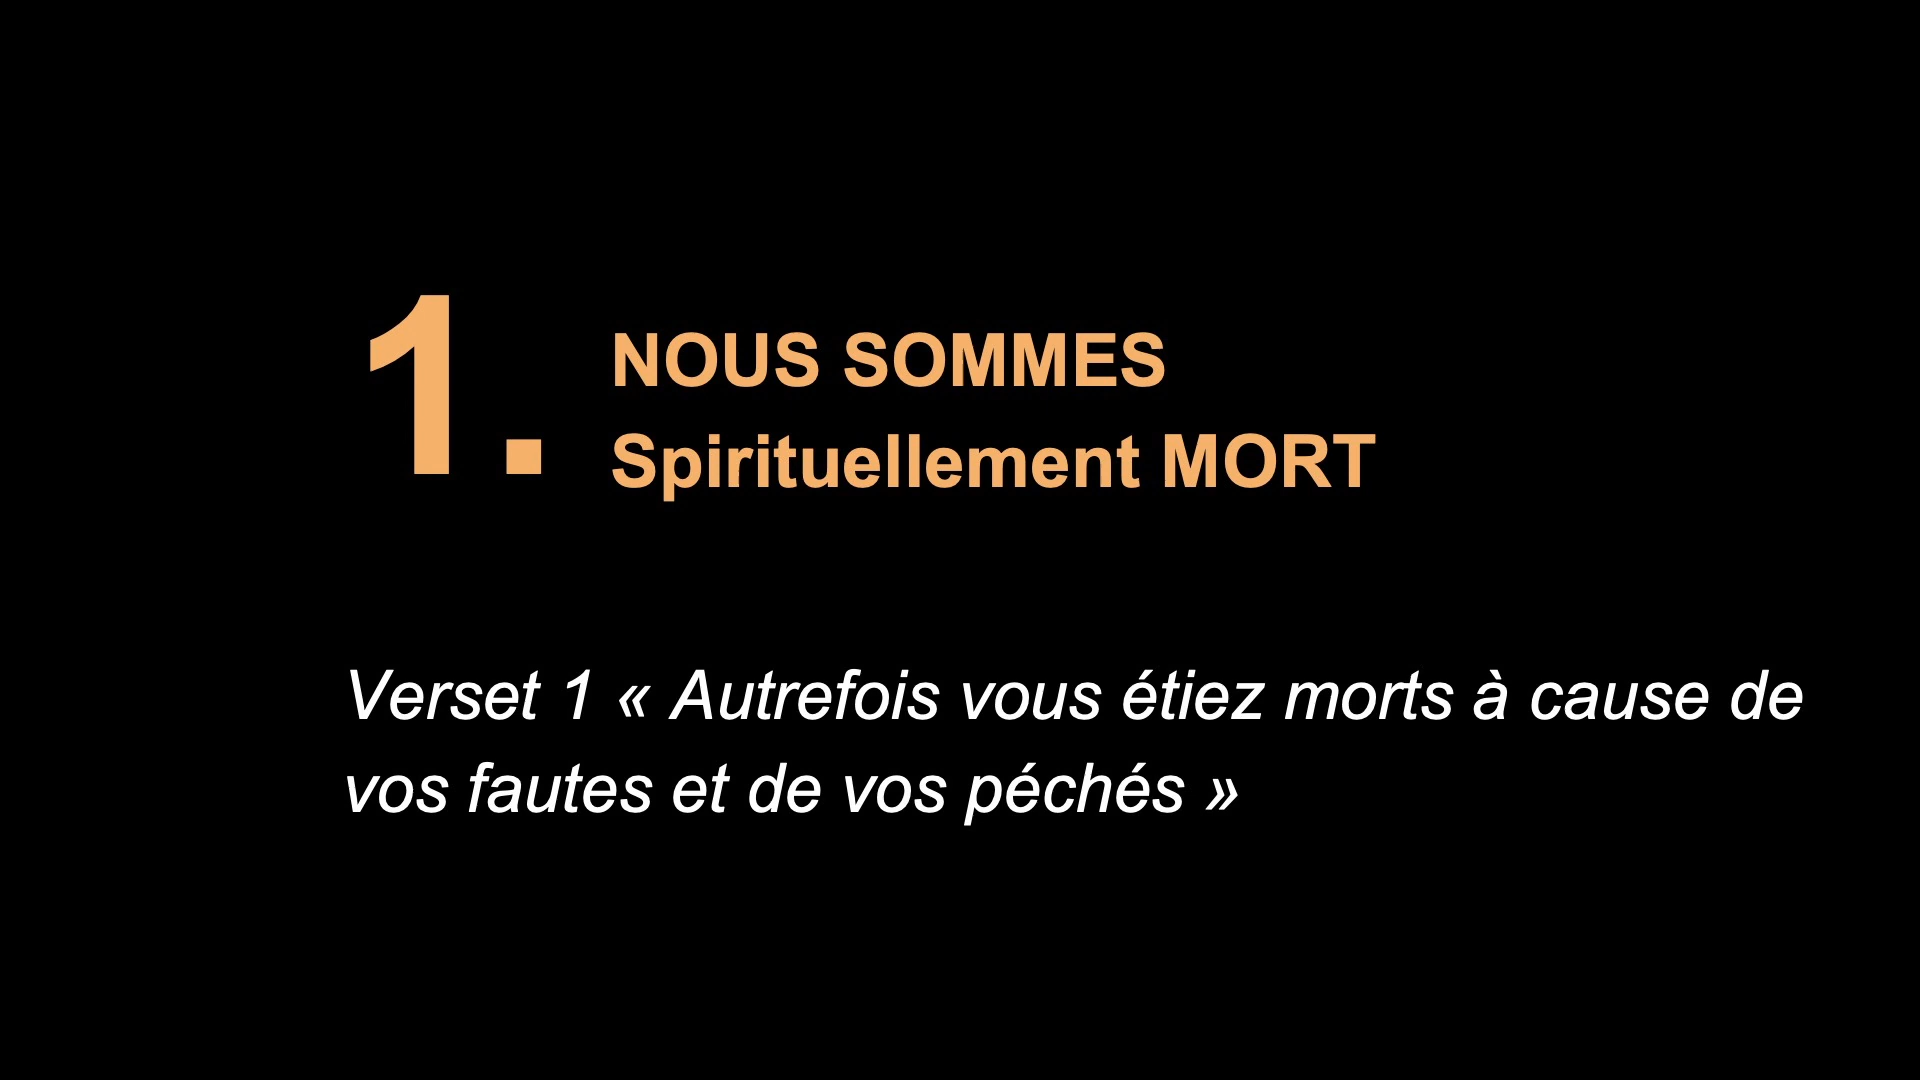 1.
NOUS SOMMES
Spirituellement MORT
Verset 1 « Autrefois vous étiez morts à cause de
vos fautes et de vos péchés »